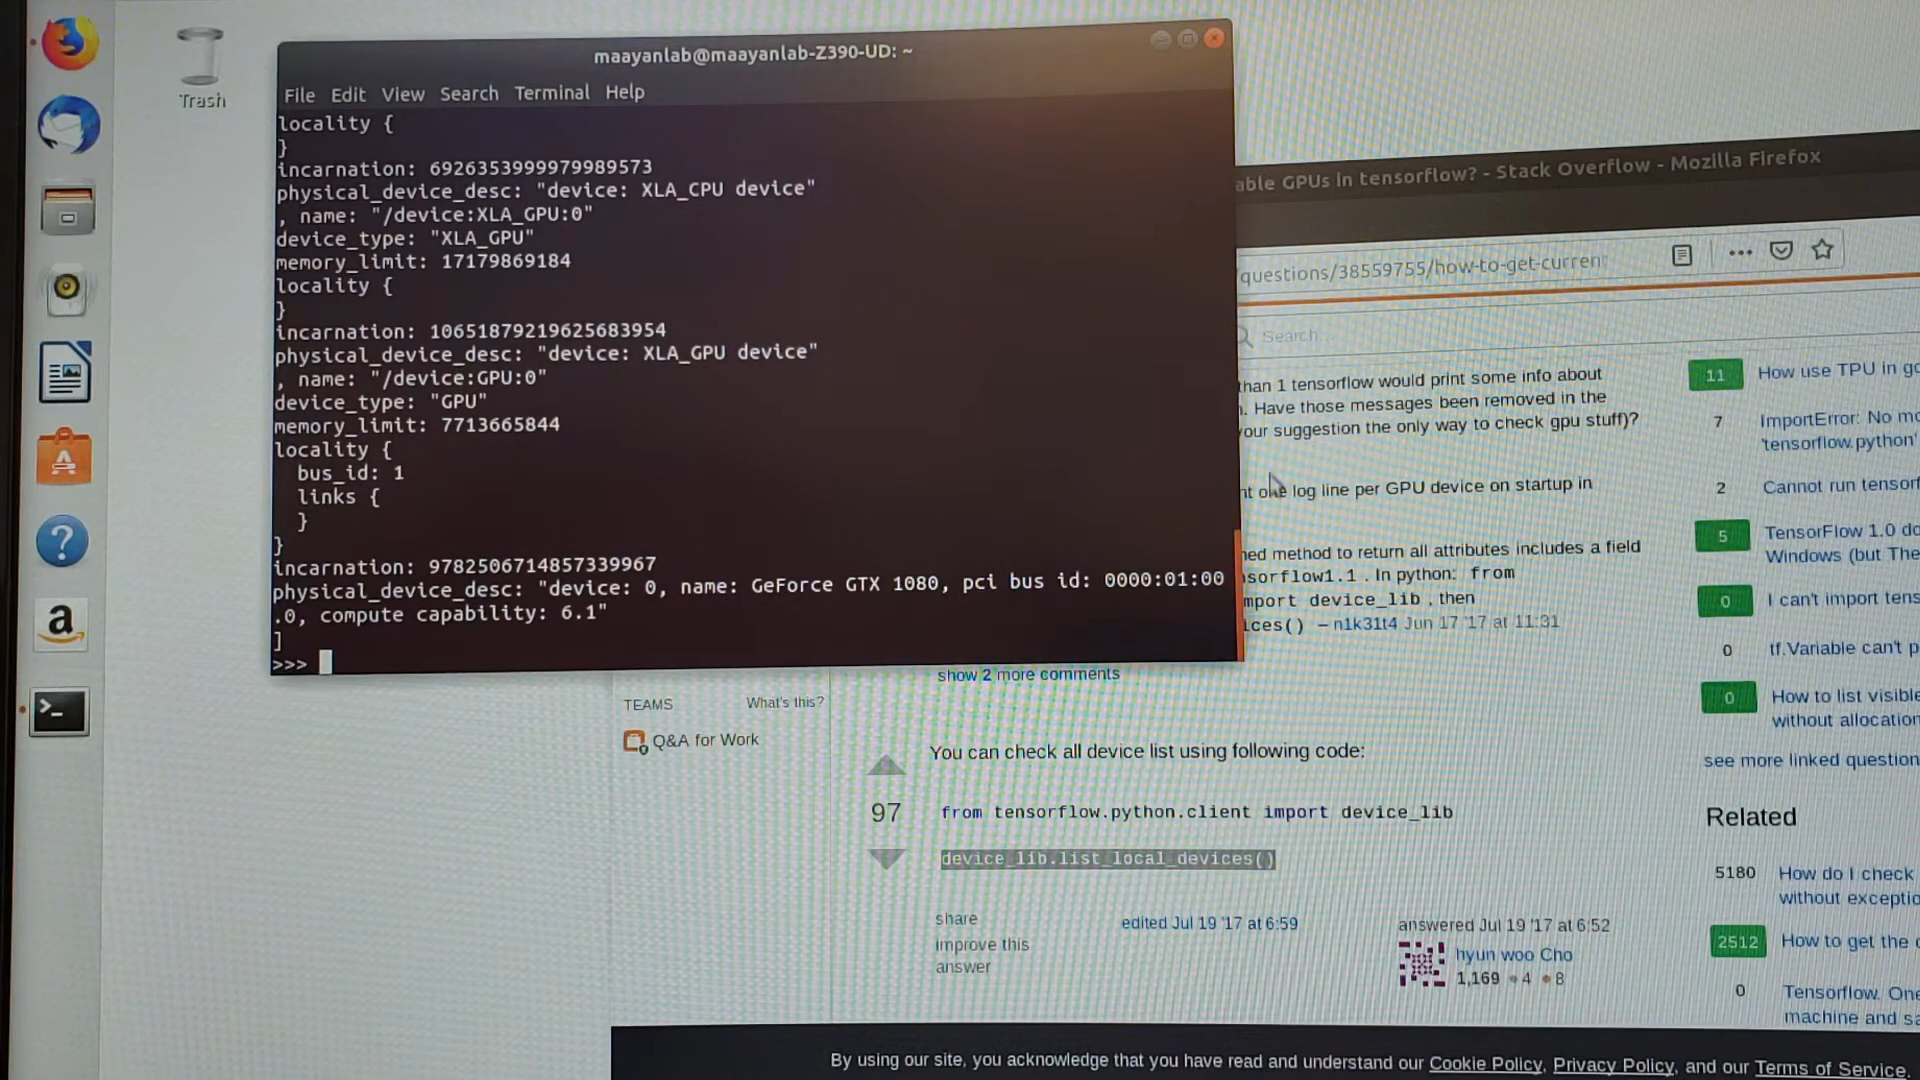 Trash
maayanlab@maayanlab-Z390-UD: ~
File Edit View Search Terminal Help
locality {
}
incarnation: 6926353999979989573
physical_device_desc: "device: XLA_CPU device"
, name: "/device:XLA_GPU:0"
device_type: "XLA_GPU"
memory_limit: 17179869184
locality {
}
incarnation: 10651879219625683954
physical_device_desc: "device: XLA_GPU device"
, name: "/device:GPU:0"
device_type: "GPU"
memory_limit: 7713665844
locality {
bus_id: 1
links {
}
}
incarnation: 9782506714857339967
physical_device_desc: "device: 0, name: GeForce GTX 1080, pci bus id: 0000:01:00
.0, compute capability: 6.1"
]
>>>
able GPUs in tensorflow? - Stack Overflow - Mozilla Firefox
questions/38559755/how-to-get-curren
Search...
than 1 tensorflow would print some info about
. Have those messages been removed in the
your suggestion the only way to check gpu stuff)?
one log line per GPU device on startup in
method to return all attributes includes a field
sorflow1.1 . In python: from
mport device_lib , then
ices() – n1k31t4 Jun 17 '17 at 11:31
show 2 more comments
TEAMS What's this?
Q&A for Work
You can check all device list using following code:
97
from tensorflow.python.client import device_lib
device_lib.list_local_devices()
share
improve this
answer
edited Jul 19 '17 at 6:59
answered Jul 19 '17 at 6:52
hyun woo Cho
1,169 4 8
11 How use TPU in go
7 ImportError: No mo
'tensorflow.python'
2 Cannot run tensorf
5 TensorFlow 1.0 do
Windows (but The
0 I can't import tens
0 tf.Variable can't p
0 How to list visible
without allocation
see more linked question
Related
5180 How do I check
without exceptio
2512 How to get the c
0 Tensorflow. One
machine and sa
By using our site, you acknowledge that you have read and understand our Cookie Policy, Privacy Policy, and our Terms of Service.